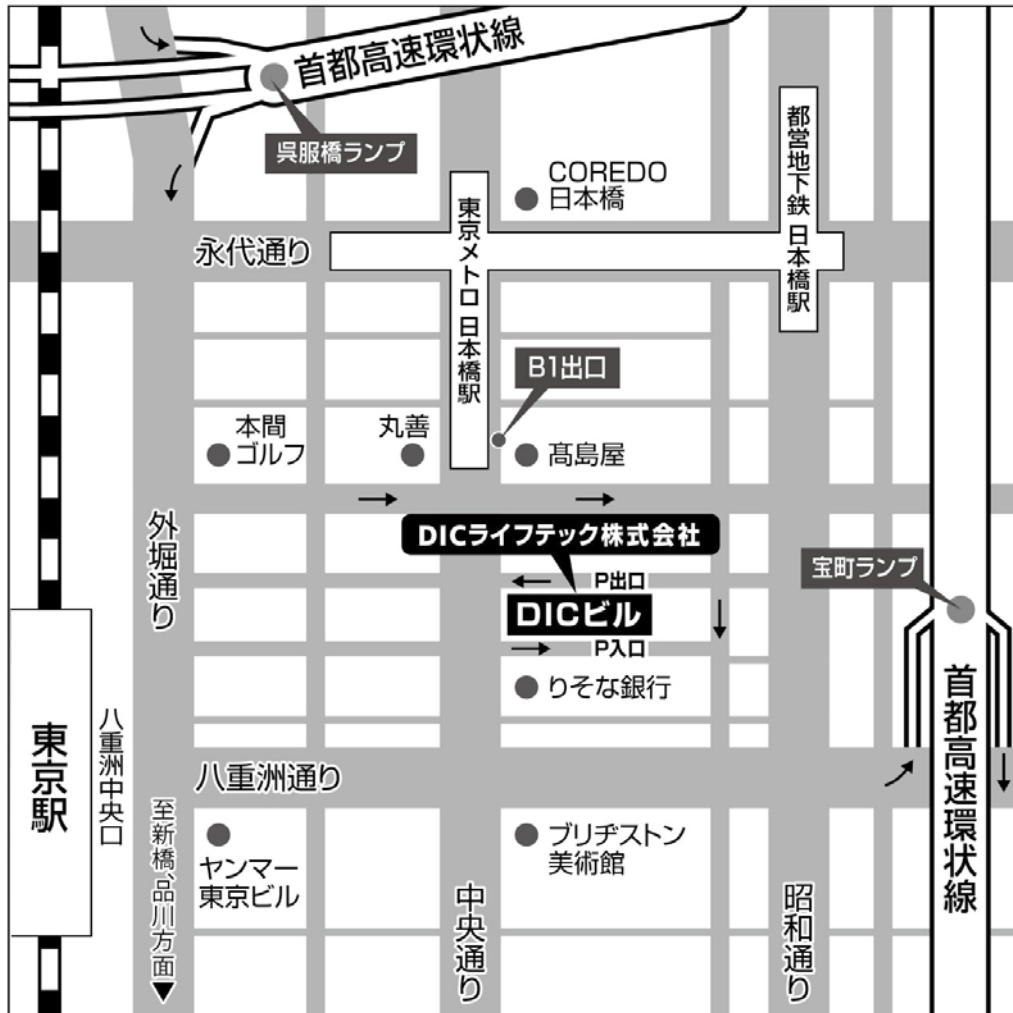 首都高速環状線
呉服橋ランプ
COREDO
日本橋
都営地下鉄 日本橋駅
東京メトロ 日本橋駅
永代通り
B1出口
本間
ゴルフ
丸善
髙島屋
外堀通り
DICライフテック株式会社
P出口
DICビル
P入口
宝町ランプ
りそな銀行
首都高速環状線
東京駅
八重洲中央口
八重洲通り
至新橋、品川方面▼
ヤンマー
東京ビル
ブリヂストン
美術館
中央通り
昭和通り